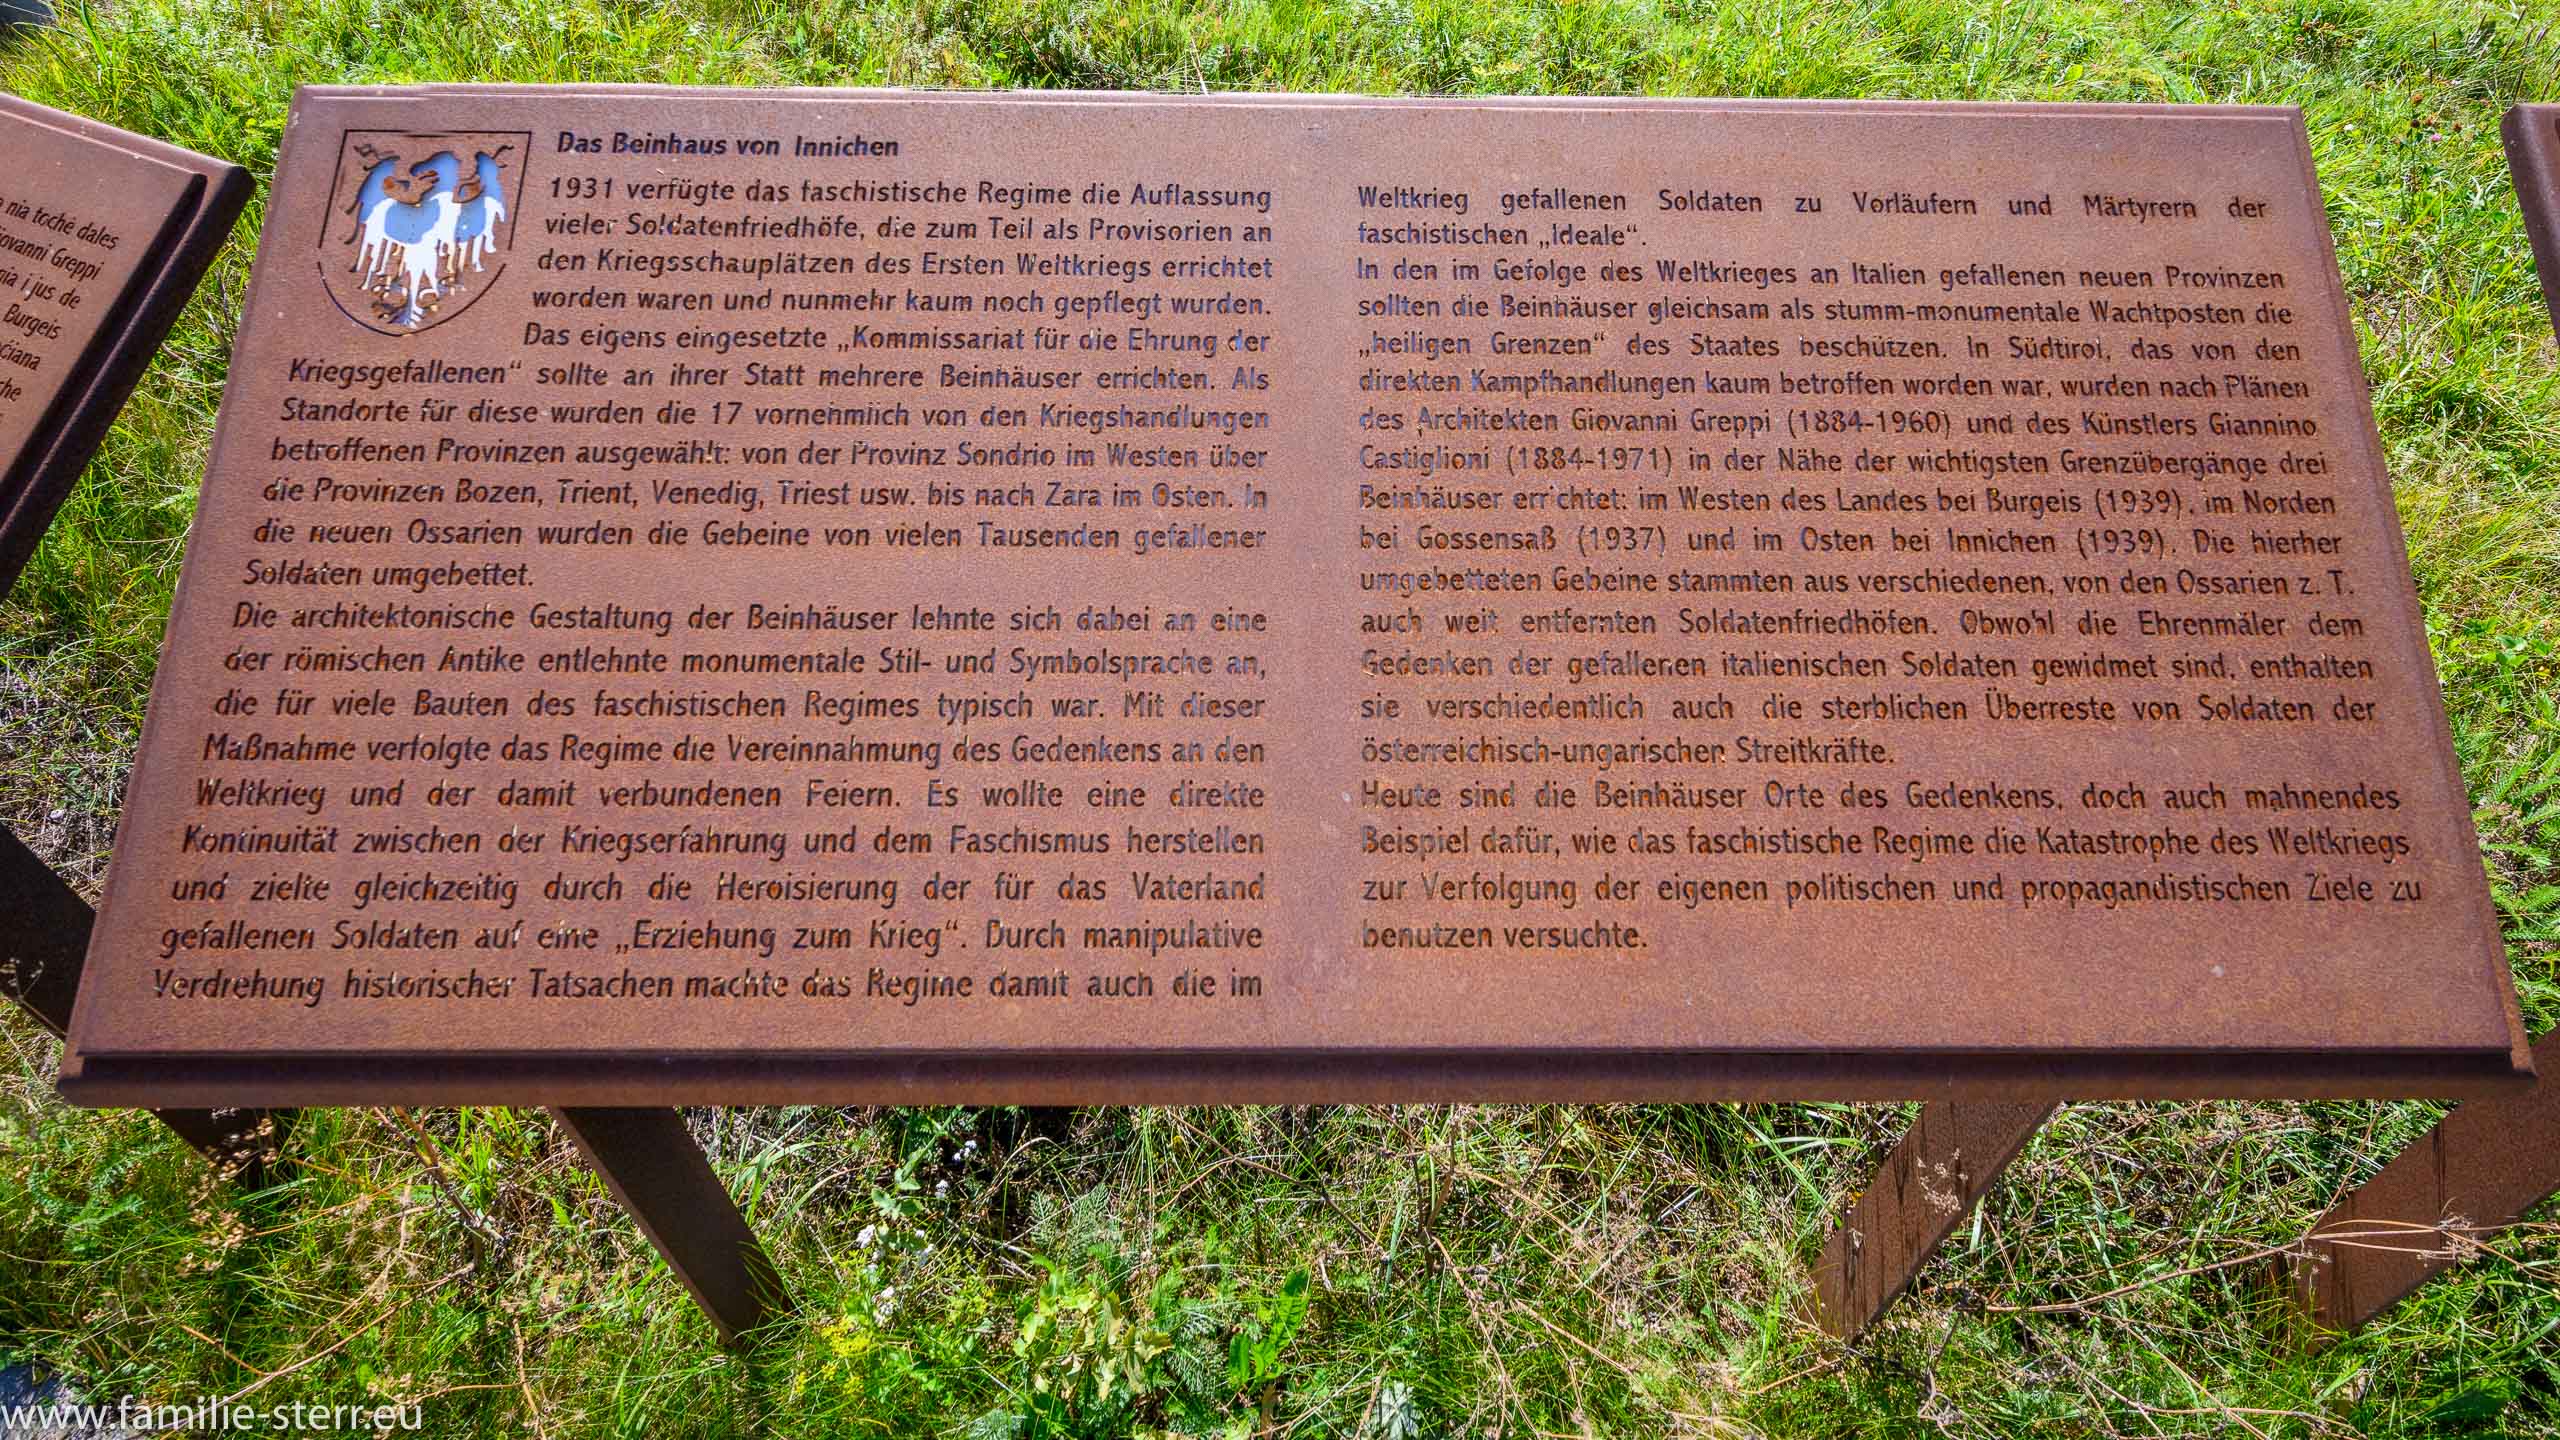 a nia toché dales
Giovanni Greppi
nia i jus de
Burgeis
Das Beinhaus von Innichen
1931 verfügte das faschistische Regime die Auflassung
vieler Soldatenfriedhöfe, die zum Teil als Provisorien an
den Kriegsschauplätzen des Ersten Weltkriegs errichtet
worden waren und nunmehr kaum noch gepflegt wurden.
Das eigens eingesetzte „Kommissariat für die Ehrung der
Kriegsgefallenen“ sollte an ihrer Statt mehrere Beinhäuser errichten. Als
Standorte für diese wurden die 17 vornehmlich von den Kriegshandlungen
betroffenen Provinzen ausgewählt: von der Provinz Sondrio im Westen über
die Provinzen Bozen, Trient, Venedig, Triest usw. bis nach Zara im Osten. In
die neuen Ossarien wurden die Gebeine von vielen Tausenden gefallener
Soldaten umgebettet.
Die architektonische Gestaltung der Beinhäuser lehnte sich dabei an eine
der römischen Antike entlehnte monumentale Stil- und Symbolsprache an,
die für viele Bauten des faschistischen Regimes typisch war. Mit dieser
Maßnahme verfolgte das Regime die Vereinnahmung des Gedenkens an den
Weltkrieg und der damit verbundenen Feiern. Es wollte eine direkte
Kontinuität zwischen der Kriegserfahrung und dem Faschismus herstellen
und zielte gleichzeitig durch die Heroisierung der für das Vaterland
gefallenen Soldaten auf eine „Erziehung zum Krieg“. Durch manipulative
Verdrehung historischer Tatsachen machte das Regime damit auch die im
Weltkrieg gefallenen Soldaten zu Vorläufern und Märtyrern der
faschistischen „Ideale“.
In den im Gefolge des Weltkrieges an Italien gefallenen neuen Provinzen
sollten die Beinhäuser gleichsam als stumm-monumentale Wachtposten die
„heiligen Grenzen“ des Staates beschützen. In Südtirol, das von den
direkten Kampfhandlungen kaum betroffen worden war, wurden nach Plänen
des Architekten Giovanni Greppi (1884-1960) und des Künstlers Giannino
Castiglioni (1884-1971) in der Nähe der wichtigsten Grenzübergänge drei
Beinhäuser errichtet: im Westen des Landes bei Burgeis (1939), im Norden
bei Gossensaß (1937) und im Osten bei Innichen (1939). Die hierher
umgebetteten Gebeine stammten aus verschiedenen, von den Ossarien z. T.
auch weit entfernten Soldatenfriedhöfen. Obwohl die Ehrenmäler dem
Gedenken der gefallenen italienischen Soldaten gewidmet sind, enthalten
sie verschiedentlich auch die sterblichen Überreste von Soldaten der
österreichisch-ungarischen Streitkräfte.
Heute sind die Beinhäuser Orte des Gedenkens, doch auch mahnendes
Beispiel dafür, wie das faschistische Regime die Katastrophe des Weltkriegs
zur Verfolgung der eigenen politischen und propagandistischen Ziele zu
benutzen versuchte.
www.familie-sterr.eu